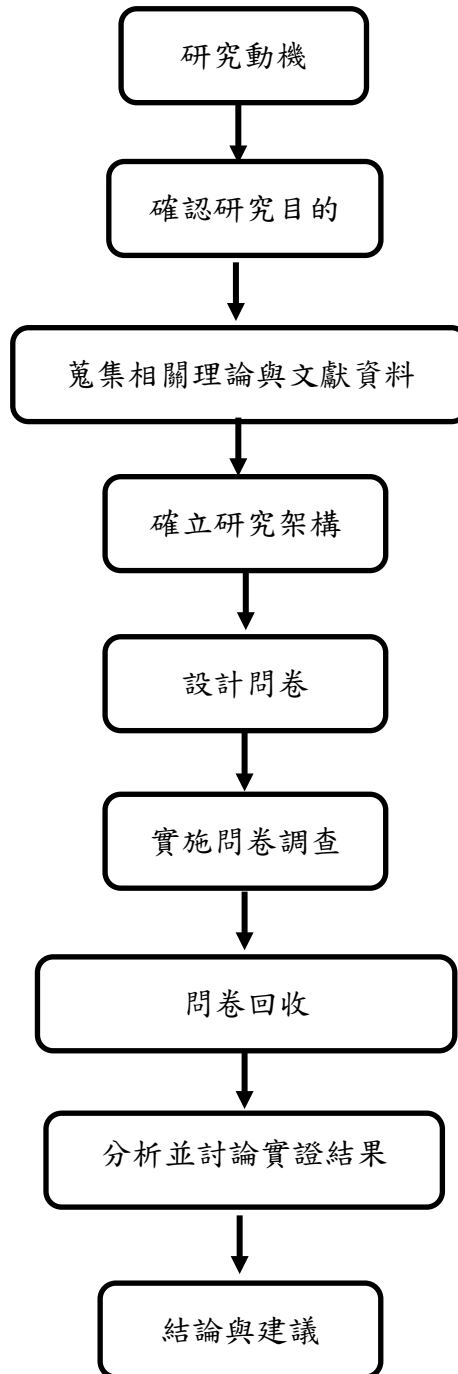 研究動機
確認研究目的
蒐集相關理論與文獻資料
確立研究架構
設計問卷
實施問卷調查
問卷回收
分析並討論實證結果
結論與建議